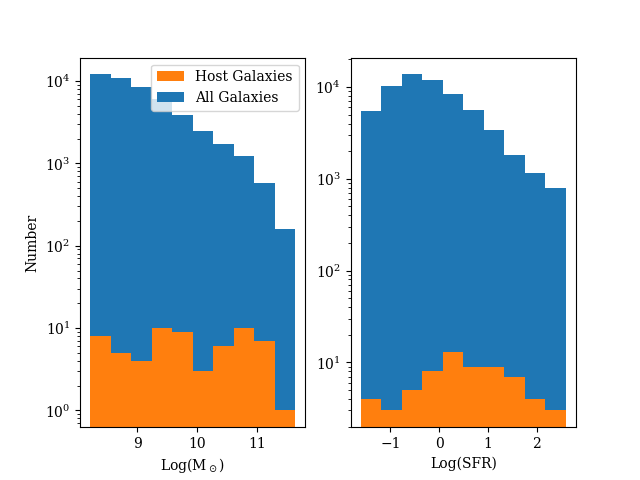 Host Galaxies
All Galaxies
Number
10⁴
10³
10²
10¹
10⁰
9 10 11
Log(M⊙)
10⁴
10³
10²
10¹
−1 0 1 2
Log(SFR)